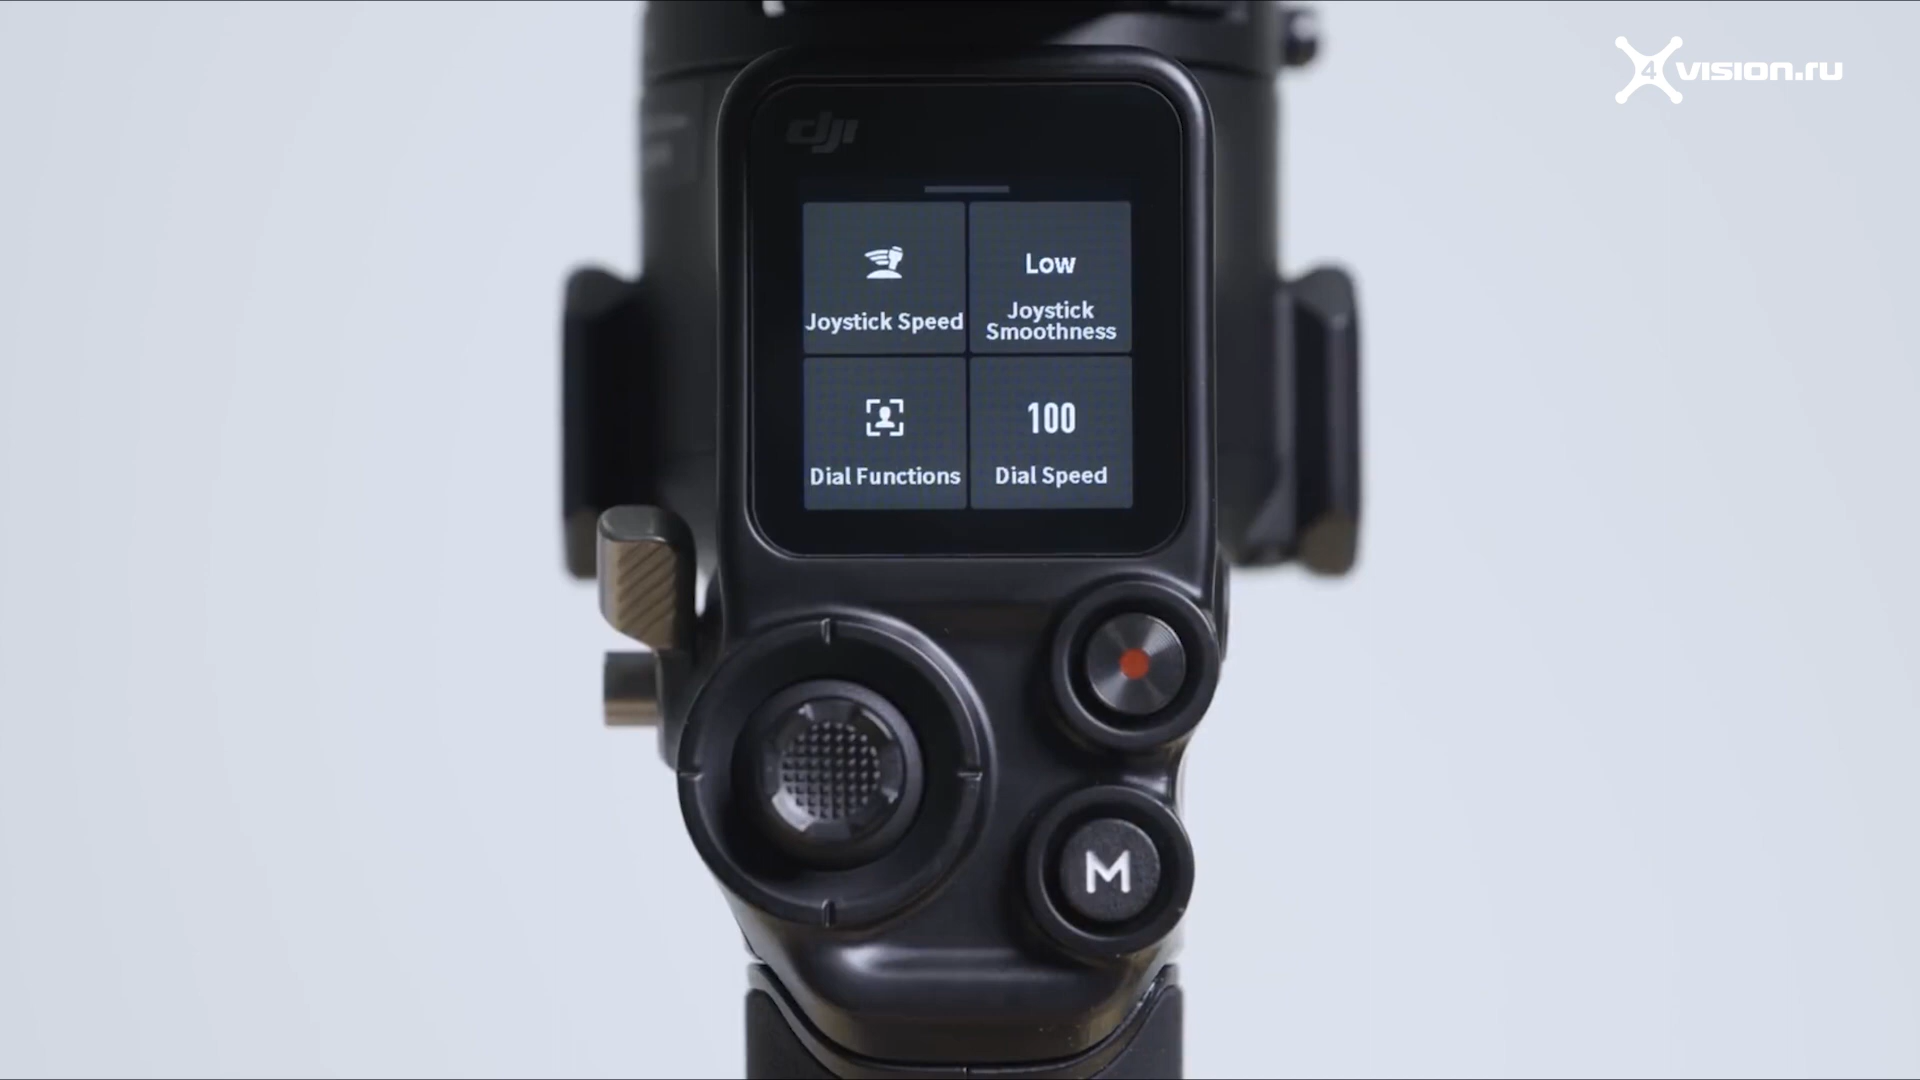 4vision.ru
dji
Joystick Speed
Low
Joystick
Smoothness
Dial Functions
100
Dial Speed
M